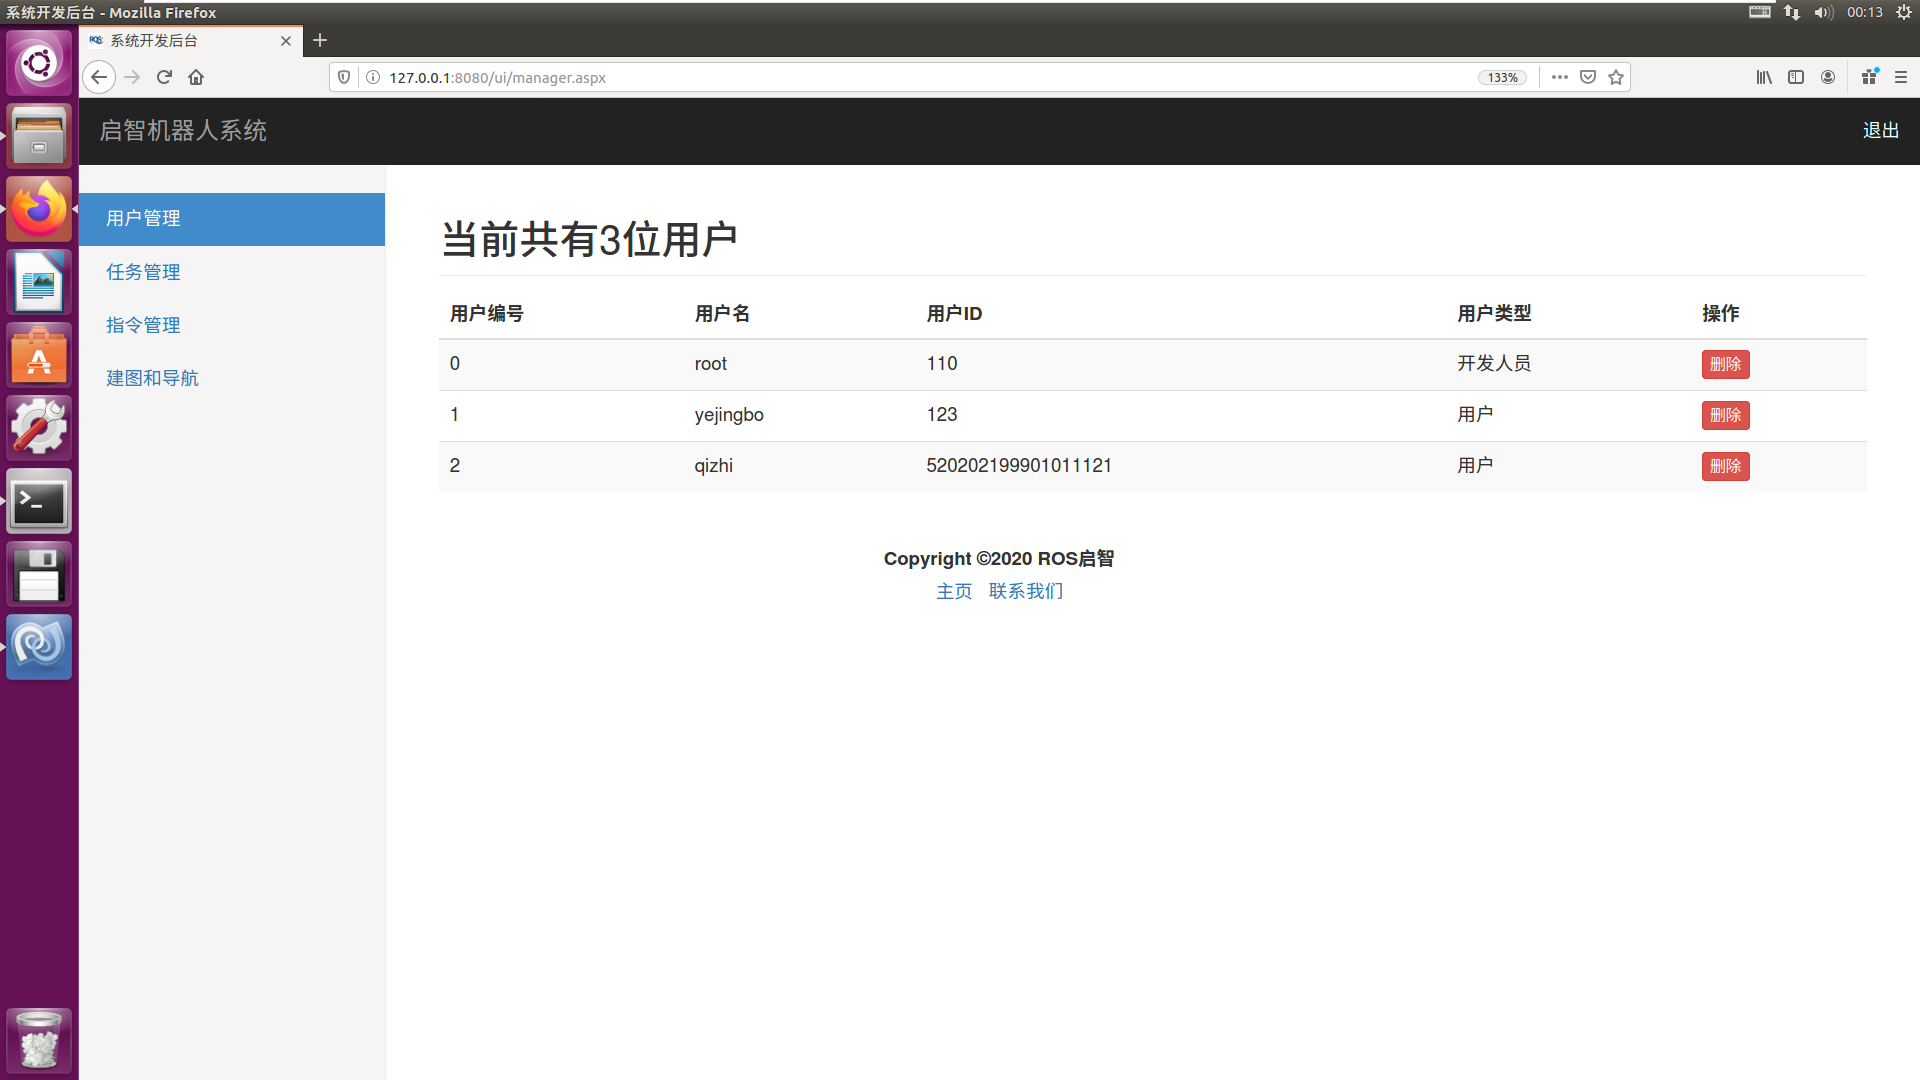 系统开发后台 - Mozilla Firefox
00:13
系统开发后台
127.0.0.1:8080/ui/manager.aspx
133%
启智机器人系统
退出
用户管理
任务管理
指令管理
建图和导航
当前共有3位用户
用户编号 用户名 用户ID 用户类型 操作
0 root 110 开发人员 删除
1 yejingbo 123 用户 删除
2 qizhi 520202199901011121 用户 删除
Copyright ©2020 ROS启智
主页 联系我们